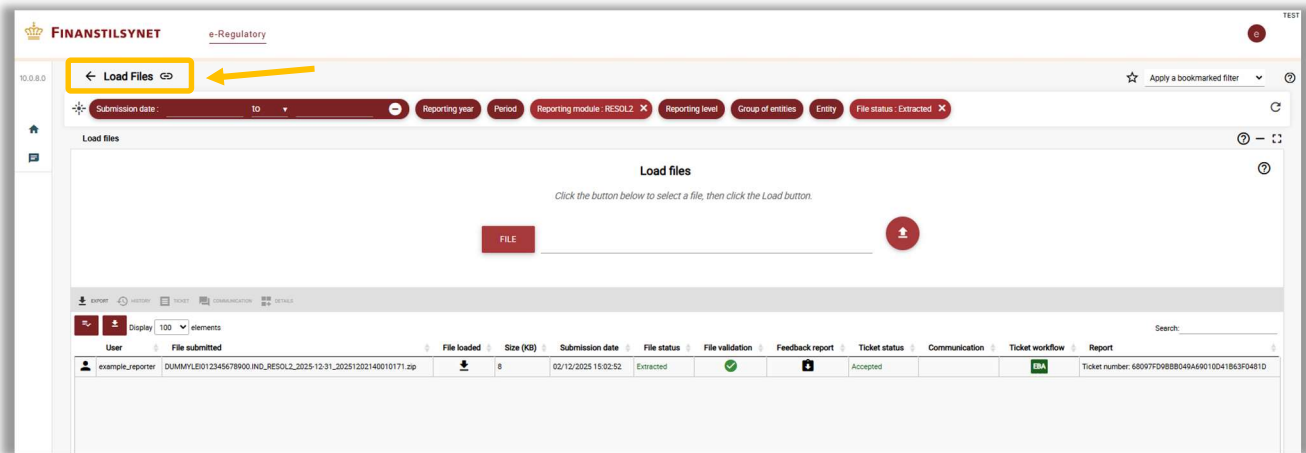 TEST
FINANSTILSYNET e-Regulatory e
10.0.8.0 Load Files Apply a bookmarked filter
Submission date : to Reporting year Period Reporting module : RESOL2 Reporting level Group of entities Entity File status : Extracted
Load files
Load files
Click the button below to select a file, then click the Load button.
FILE
EXPORT HISTORY TICKET COMMUNICATION DETAILS
Display 100 elements Search:
User File submitted File loaded Size (KB) Submission date File status File validation Feedback report Ticket status Communication Ticket workflow Report
example_reporter DUMMYLEI012345678900.IND_RESOL2_2025-12-31_20251202140010171.zip 8 02/12/2025 15:02:52 Extracted Accepted EBA Ticket number: 68097FD9BBB049A69010D41B63F0481D